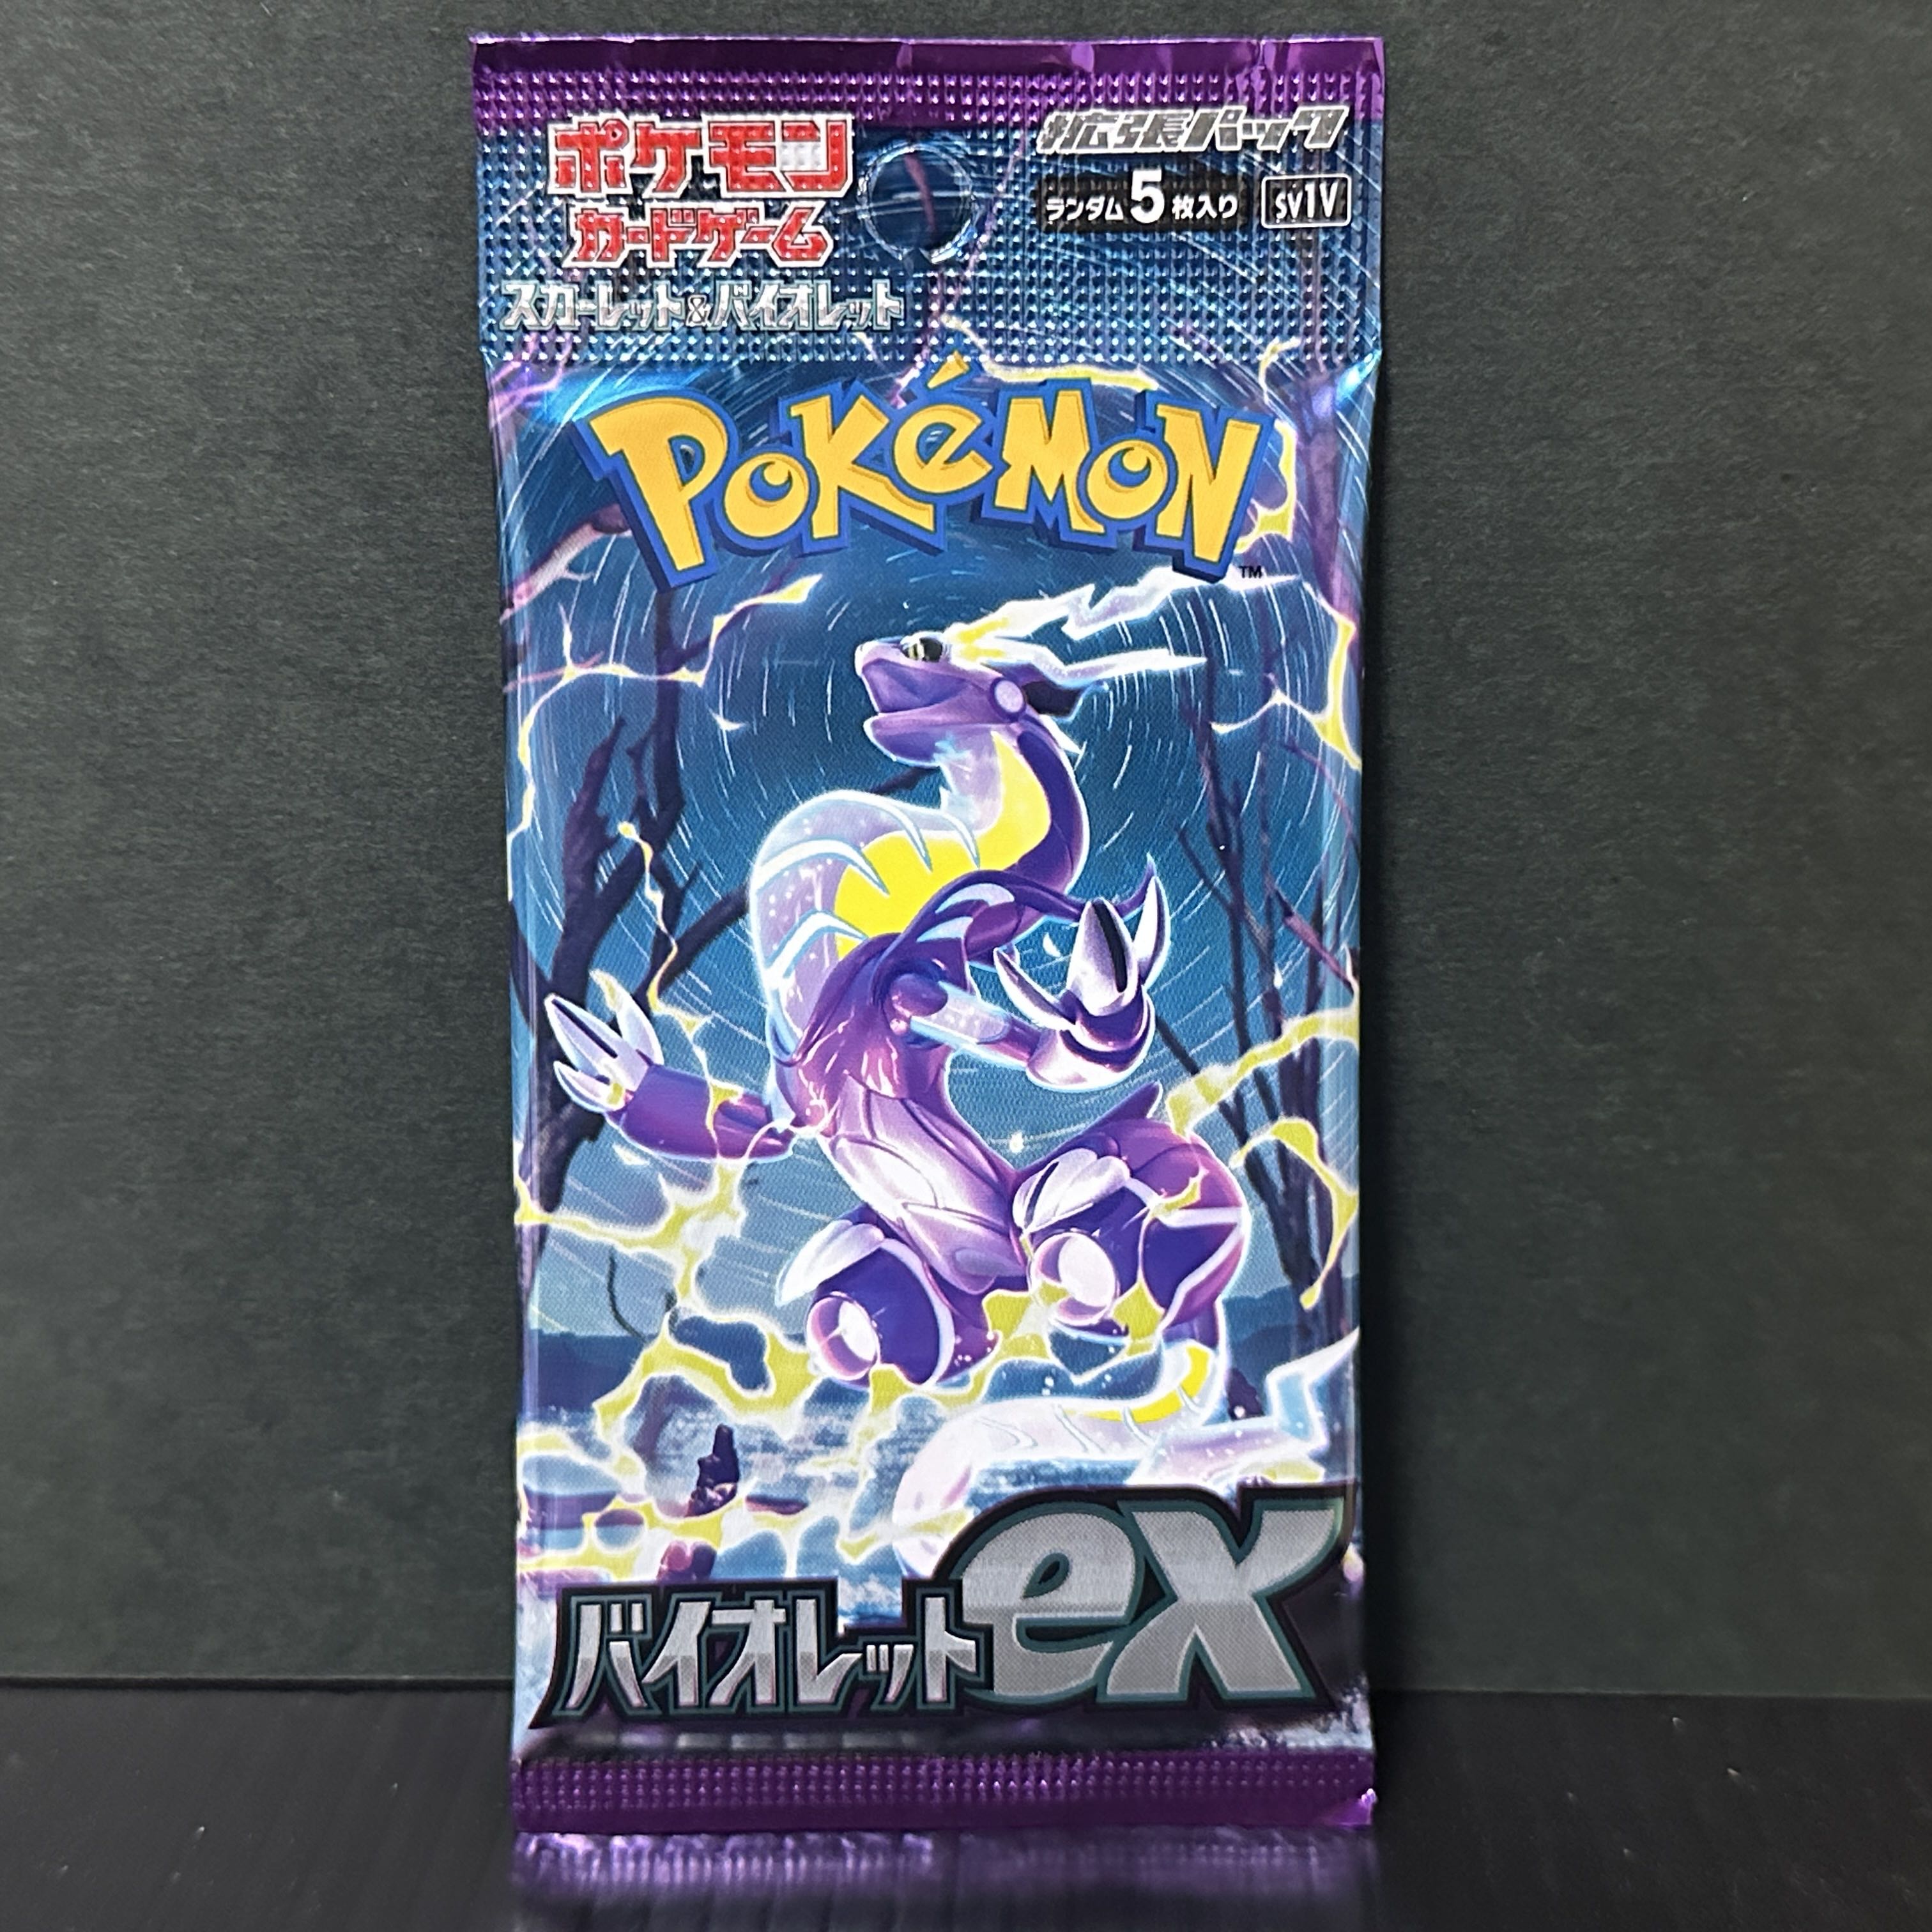 ポケモン
カードゲーム
スカーレット&バイオレット
拡張パック
ランダム5枚入り
sv1V
POKéMON
TM
バイオレットex